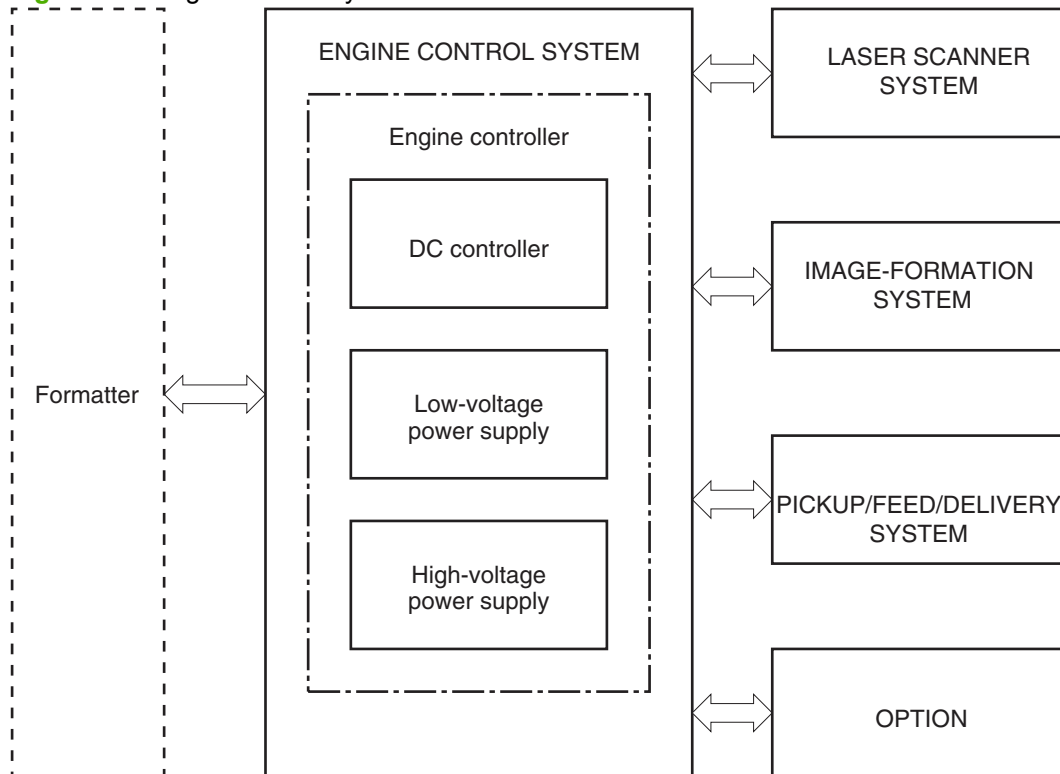 Formatter
ENGINE CONTROL SYSTEM
Engine controller
DC controller
Low-voltage
power supply
High-voltage
power supply
LASER SCANNER
SYSTEM
IMAGE-FORMATION
SYSTEM
PICKUP/FEED/DELIVERY
SYSTEM
OPTION